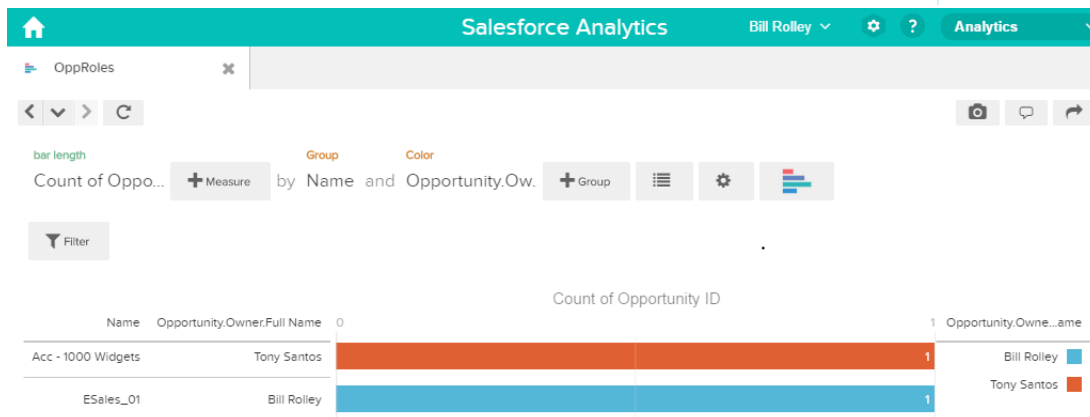 Salesforce Analytics Bill Rolley ? Analytics
OppRoles
bar length Group Color
Count of Oppo... Measure by Name and Opportunity.Ow. Group
Filter
Count of Opportunity ID
Name Opportunity.Owner.Full Name 0 1 Opportunity.Owne...ame
Acc - 1000 Widgets Tony Santos 1 Bill Rolley
Tony Santos
ESales_01 Bill Rolley 1